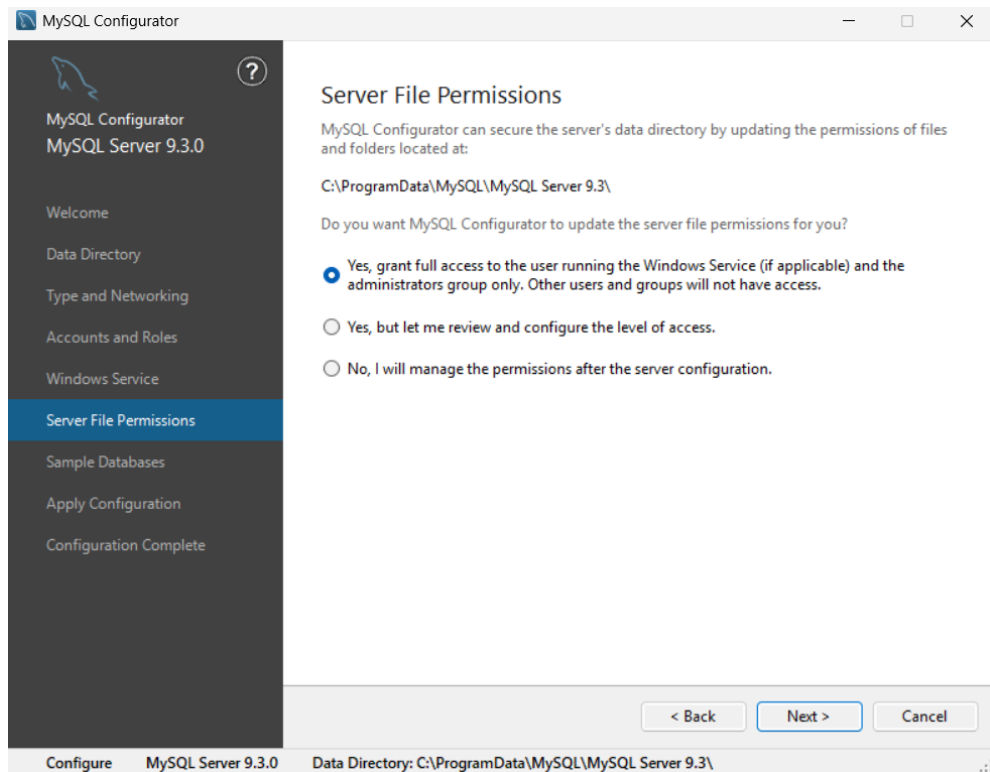 MySQL Configurator
?
MySQL Configurator
MySQL Server 9.3.0
Welcome
Data Directory
Type and Networking
Accounts and Roles
Windows Service
Server File Permissions
Sample Databases
Apply Configuration
Configuration Complete
Server File Permissions
MySQL Configurator can secure the server's data directory by updating the permissions of files
and folders located at:
C:\ProgramData\MySQL\MySQL Server 9.3\
Do you want MySQL Configurator to update the server file permissions for you?
Yes, grant full access to the user running the Windows Service (if applicable) and the
administrators group only. Other users and groups will not have access.
Yes, but let me review and configure the level of access.
No, I will manage the permissions after the server configuration.
< Back
Next >
Cancel
Configure MySQL Server 9.3.0 Data Directory: C:\ProgramData\MySQL\MySQL Server 9.3\